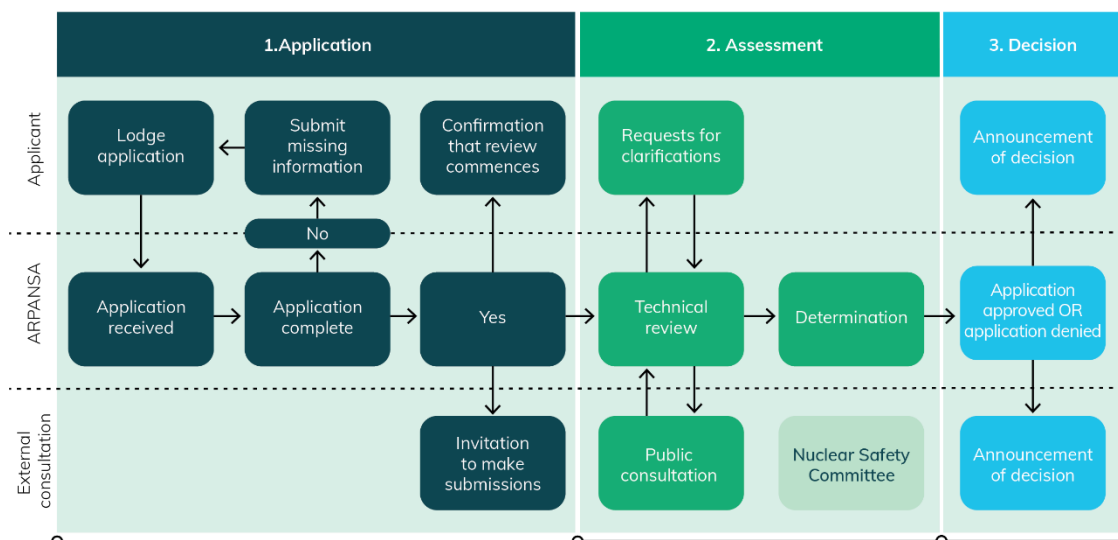 1.Application
2. Assessment
3. Decision
Applicant
Lodge
application
Submit
missing
information
Confirmation
that review
commences
Requests for
clarifications
Announcement
of decision
No
ARPANSA
Application
received
Application
complete
Yes
Technical
review
Determination
Application
approved OR
application denied
External
consultation
Invitation
to make
submissions
Public
consultation
Nuclear Safety
Committee
Announcement
of decision